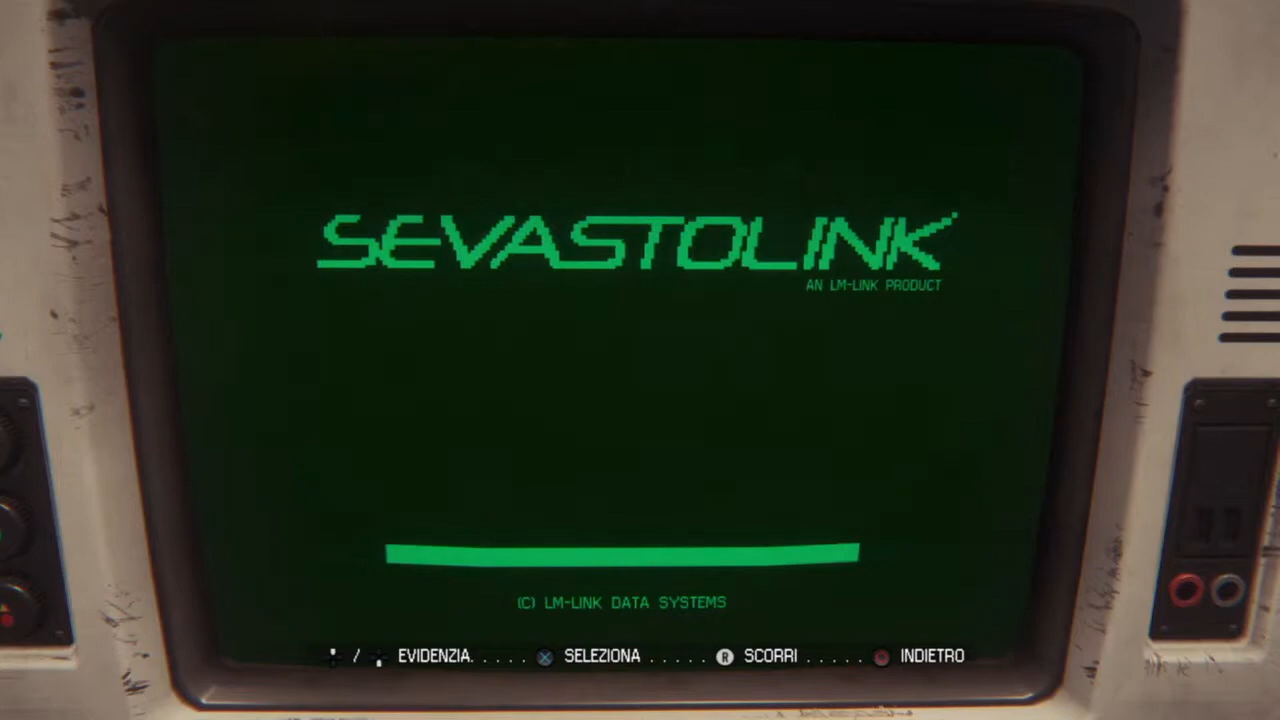 SEVASTOLINK
AN LM-LINK PRODUCT
(C) LM-LINK DATA SYSTEMS
/ EVIDENZIA. . . . . SELEZIONA . . . . . R SCORRI . . . . . INDIETRO